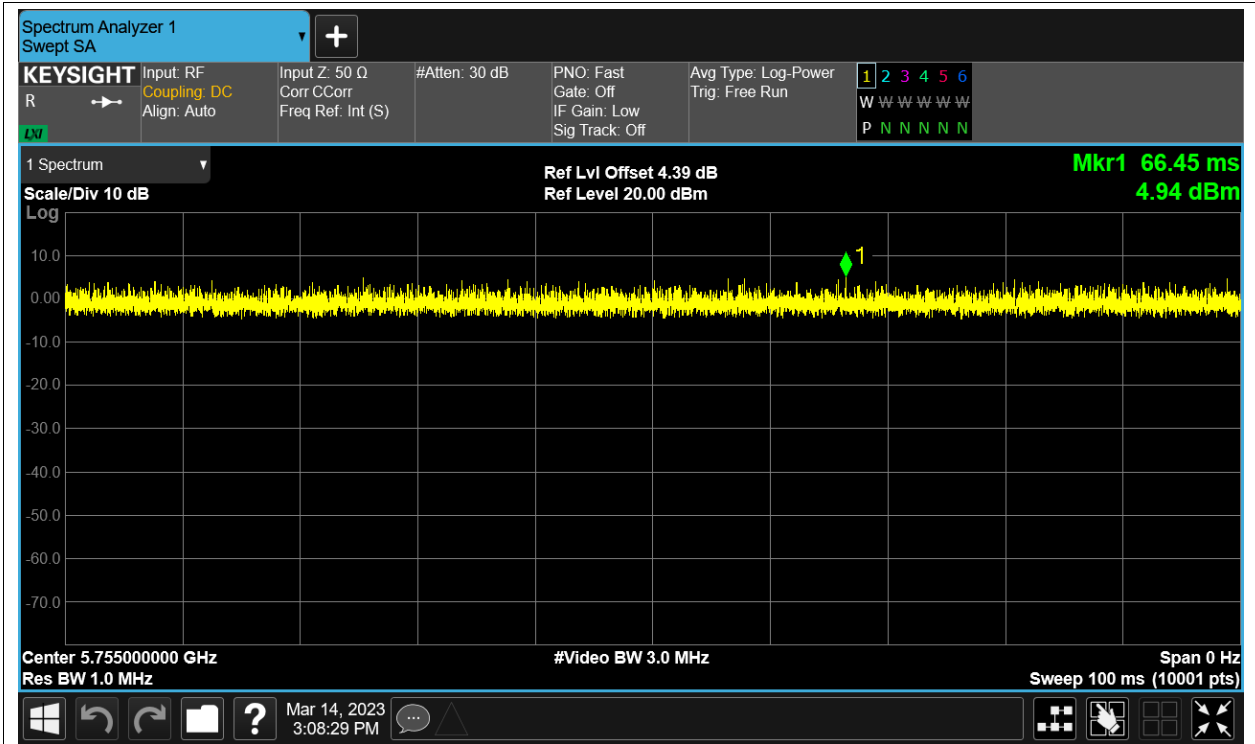 Spectrum Analyzer 1
Swept SA
+
KEYSIGHT
R
LXI
Input: RF
Coupling: DC
Align: Auto
Input Z: 50 Ω
Corr CCorr
Freq Ref: Int (S)
#Atten: 30 dB
PNO: Fast
Gate: Off
IF Gain: Low
Sig Track: Off
Avg Type: Log-Power
Trig: Free Run
1 2 3 4 5 6
W W W W W W
P N N N N N
1 Spectrum
Scale/Div 10 dB
Ref Lvl Offset 4.39 dB
Ref Level 20.00 dBm
Mkr1 66.45 ms
4.94 dBm
Log
10.0
0.00
-10.0
-20.0
-30.0
-40.0
-50.0
-60.0
-70.0
1
Center 5.755000000 GHz
Res BW 1.0 MHz
#Video BW 3.0 MHz
Span 0 Hz
Sweep 100 ms (10001 pts)
?
Mar 14, 2023
3:08:29 PM